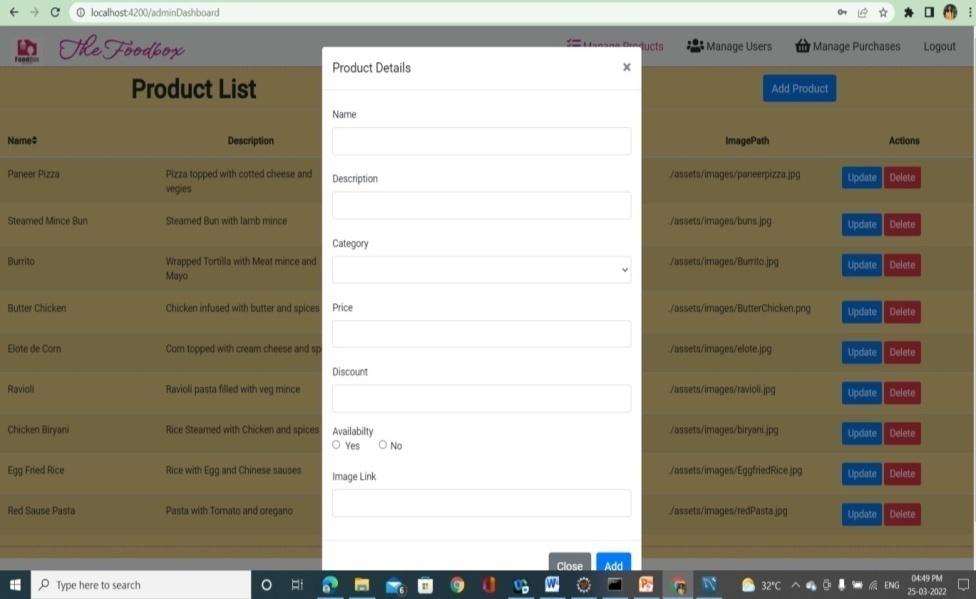 localhost:4200/adminDashboard
FoodBox
The Foodbox
Manage Products
Manage Users
Manage Purchases
Logout
Product List
Add Product
Product Details
×
Name
Description
Category
Price
Discount
Availabilty
Yes No
Image Link
Close Add
Name Description ImagePath Actions
Paneer Pizza Pizza topped with cotted cheese and ./assets/images/paneerpizza.jpg Update Delete
vegies
Steamed Mince Bun Steamed Bun with lamb mince ./assets/images/buns.jpg Update Delete
Burrito Wrapped Tortilla with Meat mince and ./assets/images/Burrito.jpg Update Delete
Mayo
Butter Chicken Chicken infused with butter and spices ./assets/images/ButterChicken.png Update Delete
Elote de Corn Corn topped with cream cheese and sp ./assets/images/elote.jpg Update Delete
Ravioli Ravioli pasta filled with veg mince ./assets/images/ravioli.jpg Update Delete
Chicken Biryani Rice Steamed with Chicken and spices ./assets/images/biryani.jpg Update Delete
Egg Fried Rice Rice with Egg and Chinese sauses ./assets/images/EggfriedRice.jpg Update Delete
Red Sause Pasta Pasta with Tomato and oregano ./assets/images/redPasta.jpg Update Delete
Type here to search
6
32°C
ENG
04:49 PM
25-03-2022